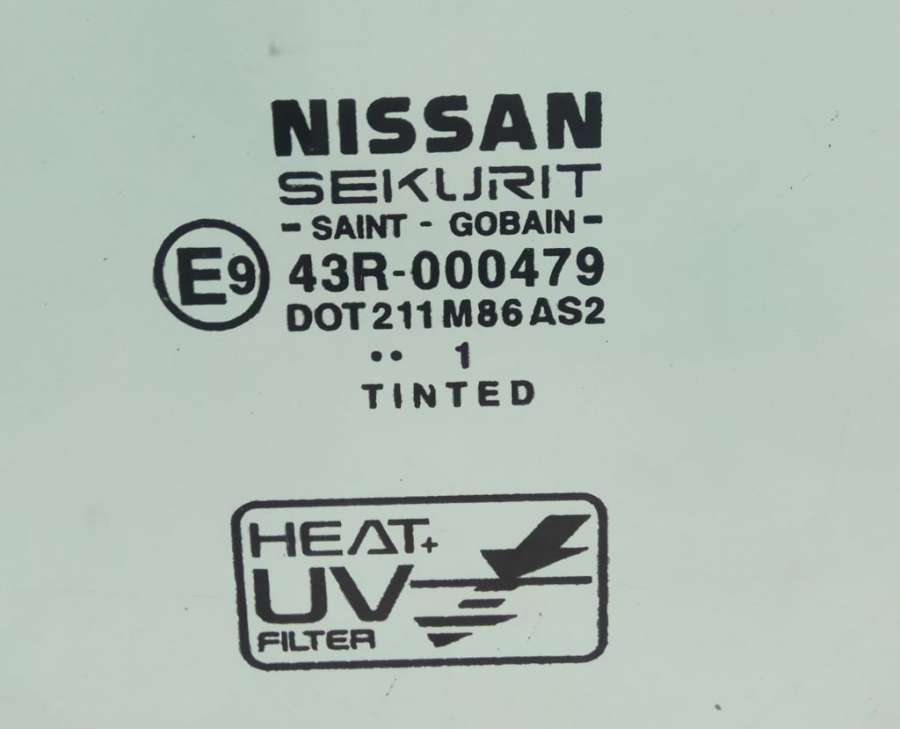 NISSAN
SEKURIT
- SAINT - GOBAIN -
E9 43R-000479
DOT 211 M86 AS2
.. 1
TINTED
HEAT+
UV
FILTER